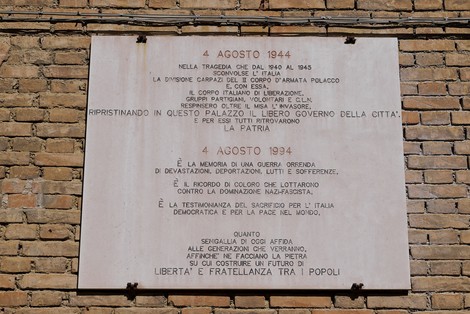 4 AGOSTO 1944
NELLA TRAGEDIA CHE DAL 1940 AL 1945
SCONVOLSE L' ITALIA
LA DIVISIONE CARPAZI DEL II CORPO D'ARMATA POLACCO
E, CON ESSA,
IL CORPO ITALIANO DI LIBERAZIONE,
GRUPPI PARTIGIANI, VOLONTARI E C.L.N.
RESPINSERO OLTRE IL MISA L' INVASORE,
RIPRISTINANDO IN QUESTO PALAZZO IL LIBERO GOVERNO DELLA CITTA',
E PER ESSI TUTTI RITROVARONO
LA PATRIA
4 AGOSTO 1994
È LA MEMORIA DI UNA GUERRA ORRENDA
DI DEVASTAZIONI, DEPORTAZIONI, LUTTI E SOFFERENZE.
È IL RICORDO DI COLORO CHE LOTTARONO
CONTRO LA DOMINAZIONE NAZI-FASCISTA.
È LA TESTIMONIANZA DEL SACRIFICIO PER L' ITALIA
DEMOCRATICA E PER LA PACE NEL MONDO.
QUANTO
SENIGALLIA DI OGGI AFFIDA
ALLE GENERAZIONI CHE VERRANNO,
AFFINCHE' NE FACCIANO LA PIETRA
SU CUI COSTRUIRE UN FUTURO DI
LIBERTA' E FRATELLANZA TRA I POPOLI